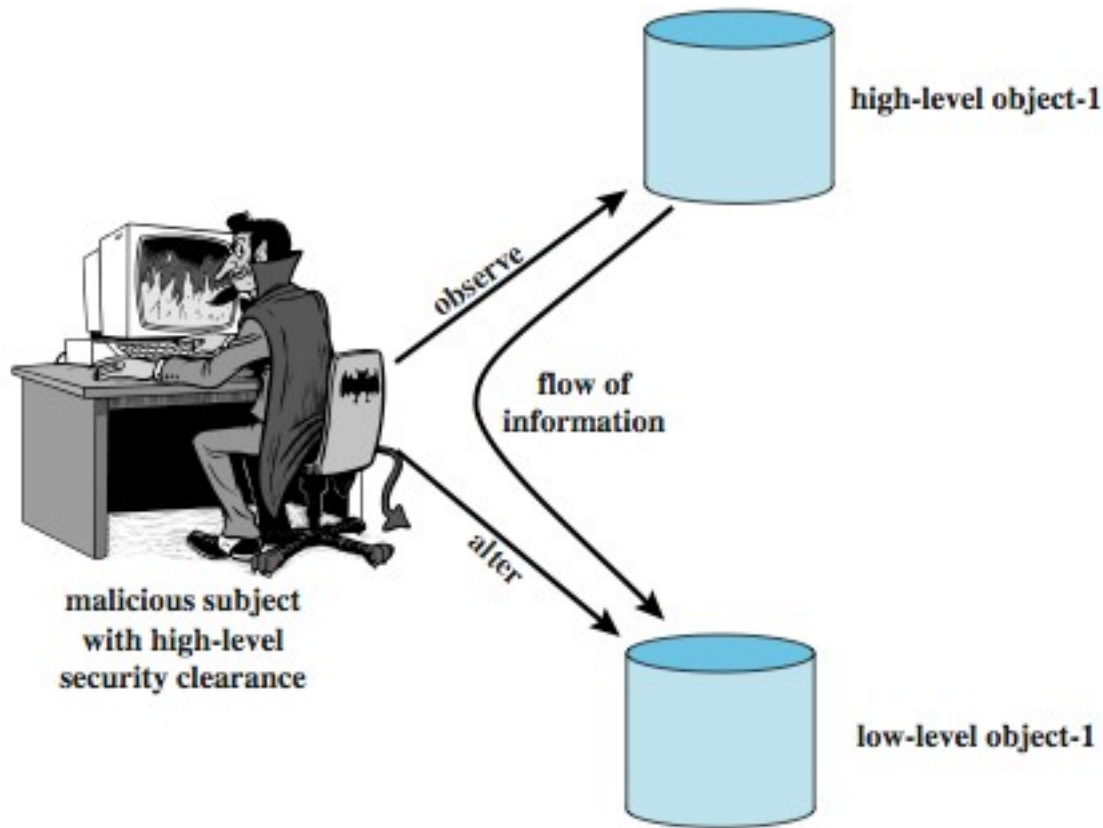 high-level object-1
observe
flow of
information
alter
malicious subject
with high-level
security clearance
low-level object-1